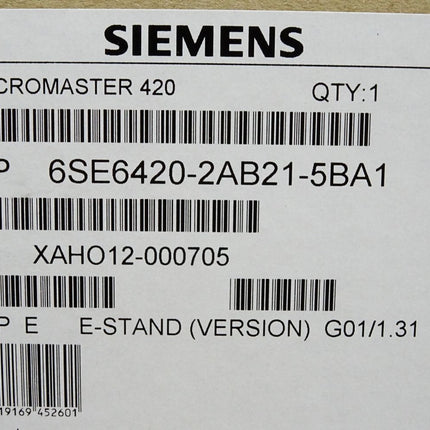 SIEMENS
CROMASTER 420 QTY:1
P 6SE6420-2AB21-5BA1
XAHO12-000705
P E E-STAND (VERSION) G01/1.31
19169 452601